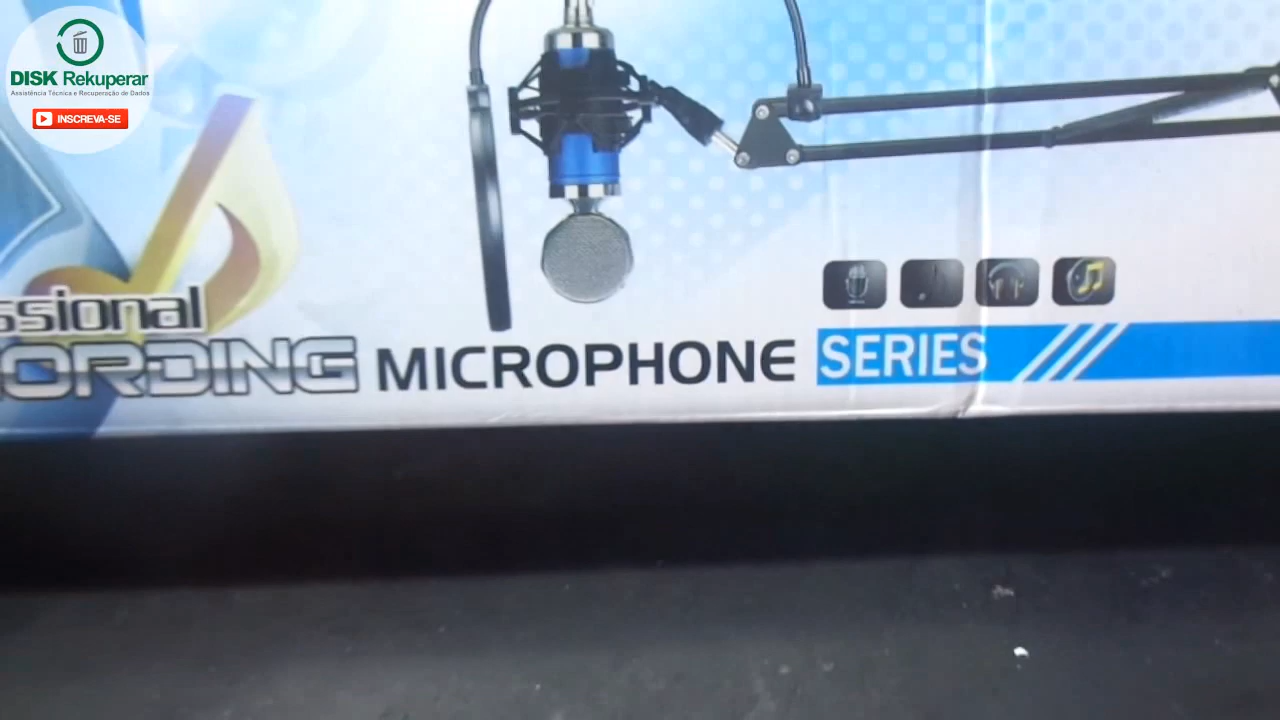 DISK Rekuperar
Assistência Técnica e Recuperação de Dados
INSCREVA-SE
ssional
ORDING MICROPHONE SERIES